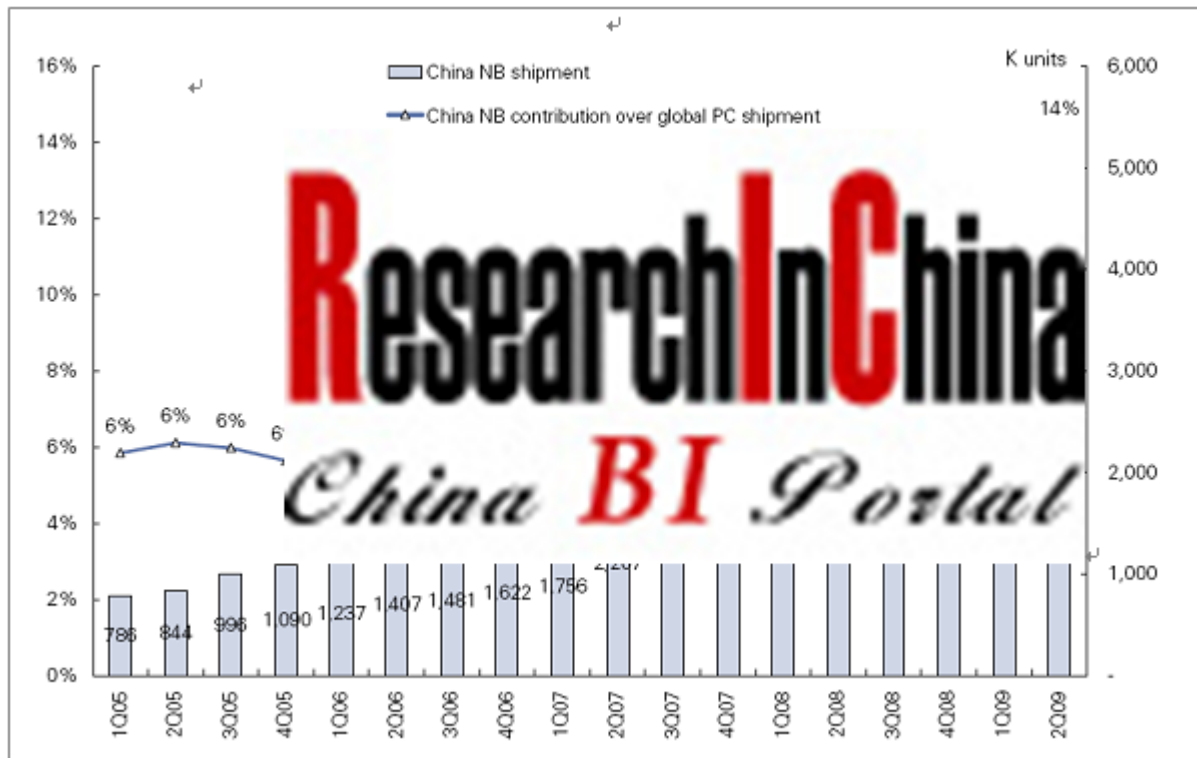 K units
China NB shipment
China NB contribution over global PC shipment
16%
14%
12%
10%
8%
6%
4%
2%
0%
6,000
5,000
4,000
3,000
2,000
1,000
-
14%
6%
6%
6%
ResearchInChina
China BI Portal
786
844
996
1,090
1,237
1,407
1,481
1,622
1,756
1Q05
2Q05
3Q05
4Q05
1Q06
2Q06
3Q06
4Q06
1Q07
2Q07
3Q07
4Q07
1Q08
2Q08
3Q08
4Q08
1Q09
2Q09